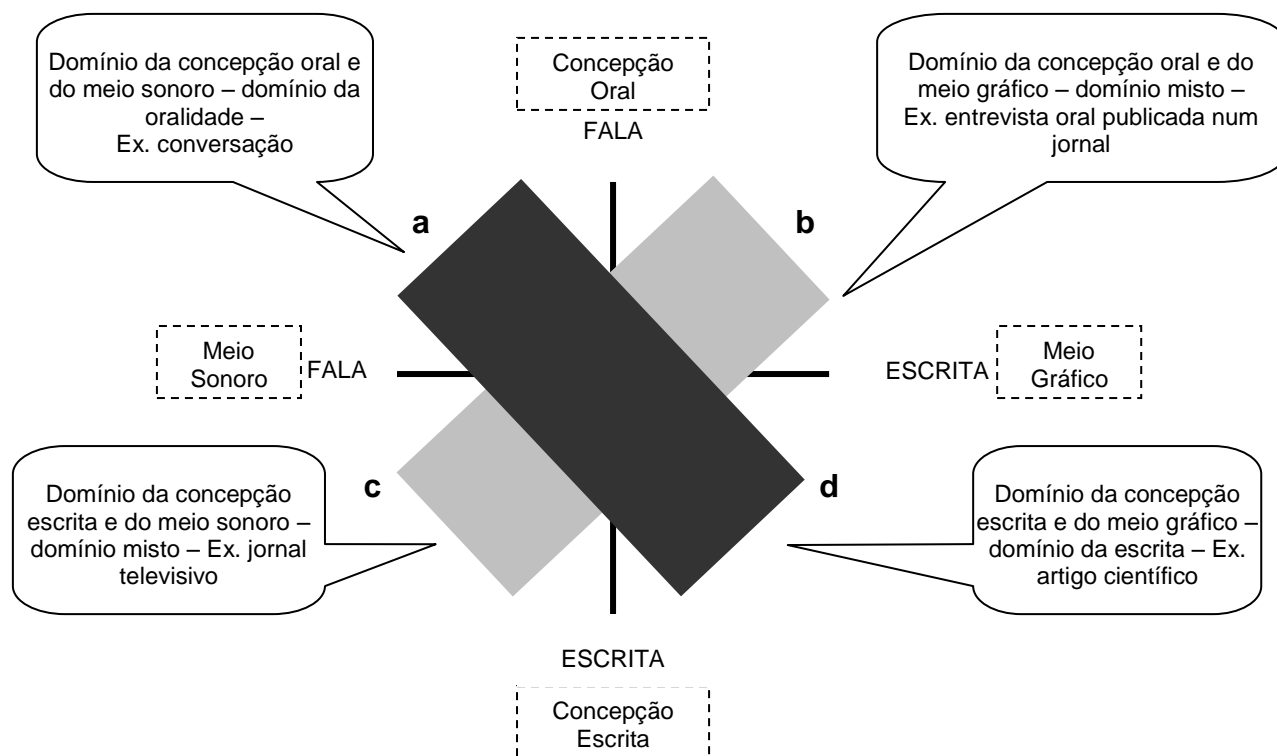 Domínio da concepção oral e
do meio sonoro – domínio da
oralidade –
Ex. conversação
Concepção
Oral
FALA
Domínio da concepção oral e do
meio gráfico – domínio misto –
Ex. entrevista oral publicada num
jornal
a
b
Meio
Sonoro
FALA
ESCRITA
Meio
Gráfico
c
d
Domínio da concepção
escrita e do meio sonoro –
domínio misto – Ex. jornal
televisivo
Domínio da concepção
escrita e do meio gráfico –
domínio da escrita – Ex.
artigo científico
ESCRITA
Concepção
Escrita